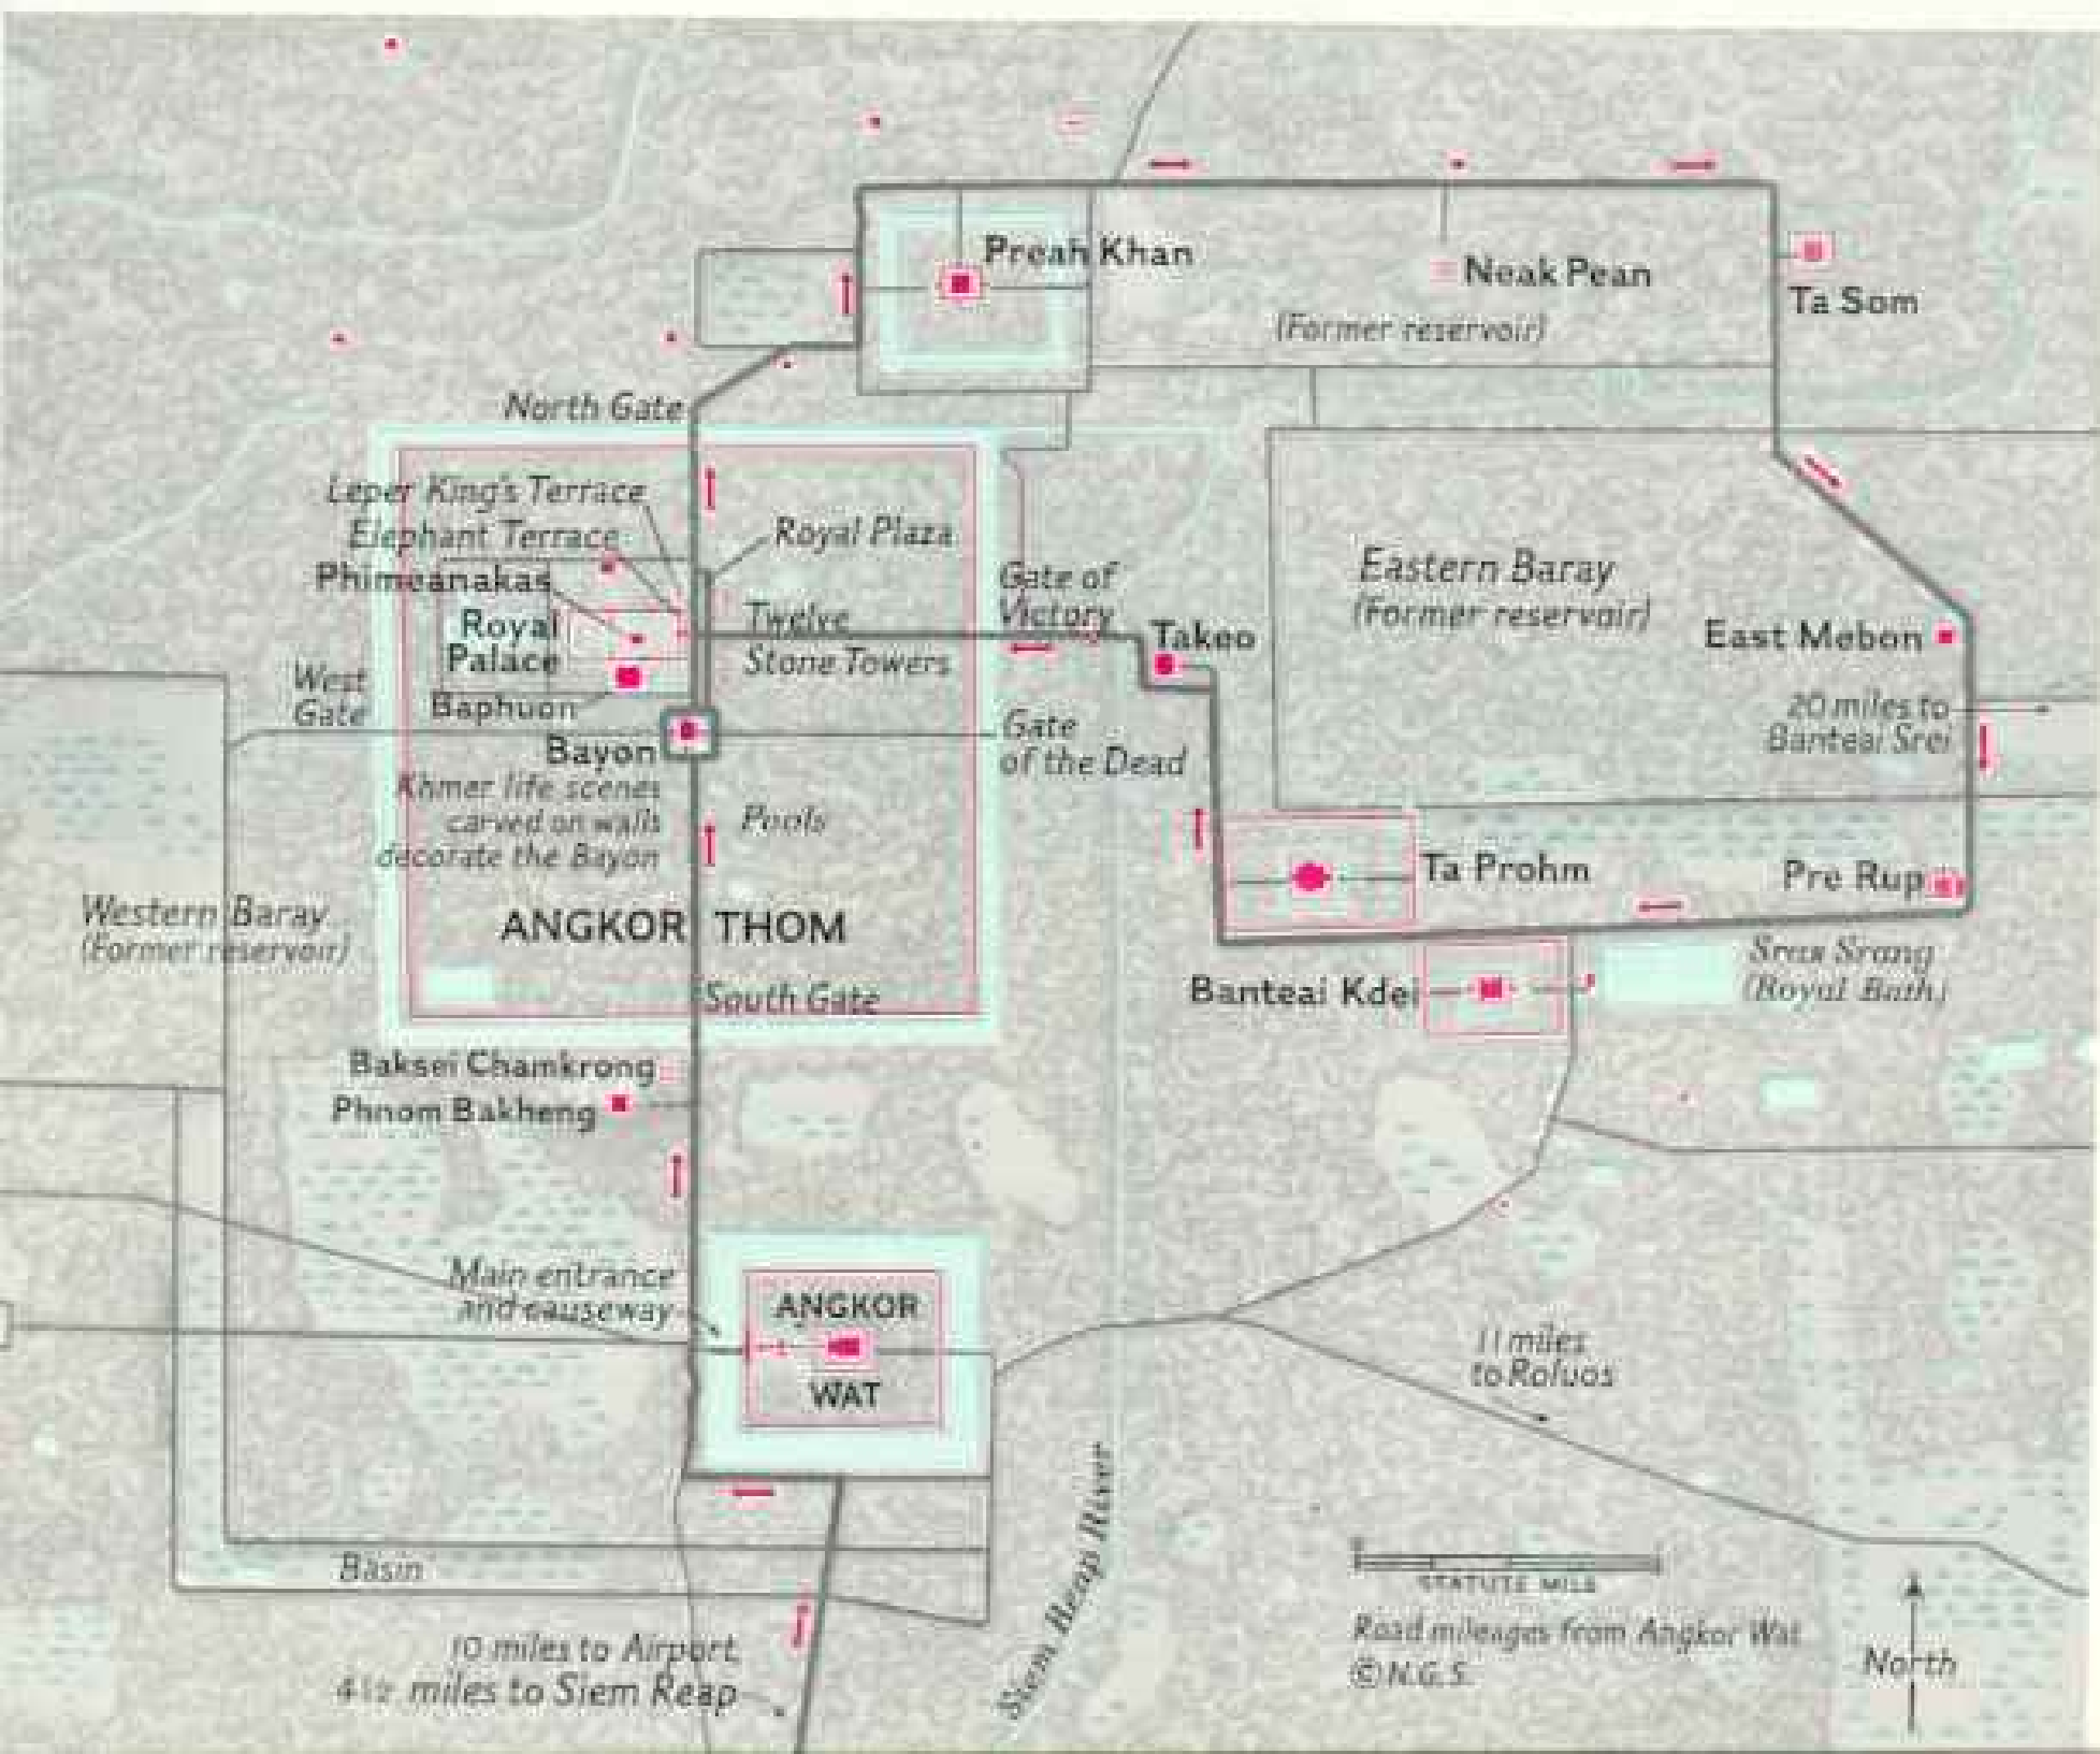 Preah Khan
Neak Pean
Ta Som
(Former reservoir)
North Gate
Leper King's Terrace
Elephant Terrace
Royal Plaza
Phimeanakas
Gate of
Victory
Eastern Baray
(Former reservoir)
Royal
Palace
Twelve
Stone Towers
Takeo
East Mebon
West
Gate
Baphuon
20 miles to
Banteai Srei
Gate
of the Dead
Bayon
Khmer life scenes
carved on walls
decorate the Bayon
Pools
Ta Prohm
Pre Rup
Western Baray
(Former reservoir)
ANGKOR THOM
Sras Srang
(Royal Bath)
South Gate
Banteai Kdei
Baksei Chamkrong
Phnom Bakheng
Main entrance
and causeway
ANGKOR
WAT
11 miles
to Roluos
Siem Reap River
Basin
STATUTE MILE
Road mileages from Angkor Wat
© N.G.S.
10 miles to Airport
4½ miles to Siem Reap
North